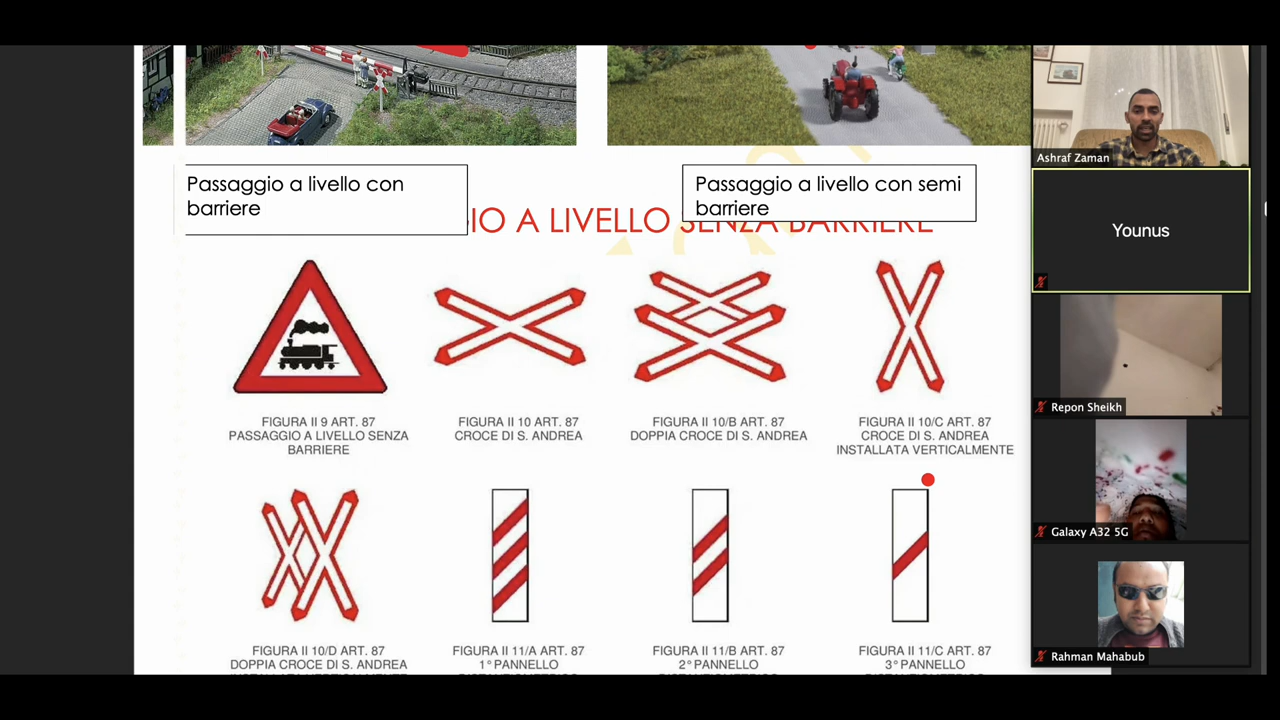 Passaggio a livello con
barriere
Passaggio a livello con semi
barriere
IO A LIVELLO SENZA BARRIERE
FIGURA II 9 ART. 87
PASSAGGIO A LIVELLO SENZA
BARRIERE
FIGURA II 10 ART. 87
CROCE DI S. ANDREA
FIGURA II 10/B ART. 87
DOPPIA CROCE DI S. ANDREA
FIGURA II 10/C ART. 87
CROCE DI S. ANDREA
INSTALLATA VERTICALMENTE
FIGURA II 10/D ART. 87
DOPPIA CROCE DI S. ANDREA
FIGURA II 11/A ART. 87
1° PANNELLO
FIGURA II 11/B ART. 87
2° PANNELLO
FIGURA II 11/C ART. 87
3° PANNELLO
Ashraf Zaman
Younus
Repon Sheikh
Galaxy A32 5G
Rahman Mahabub